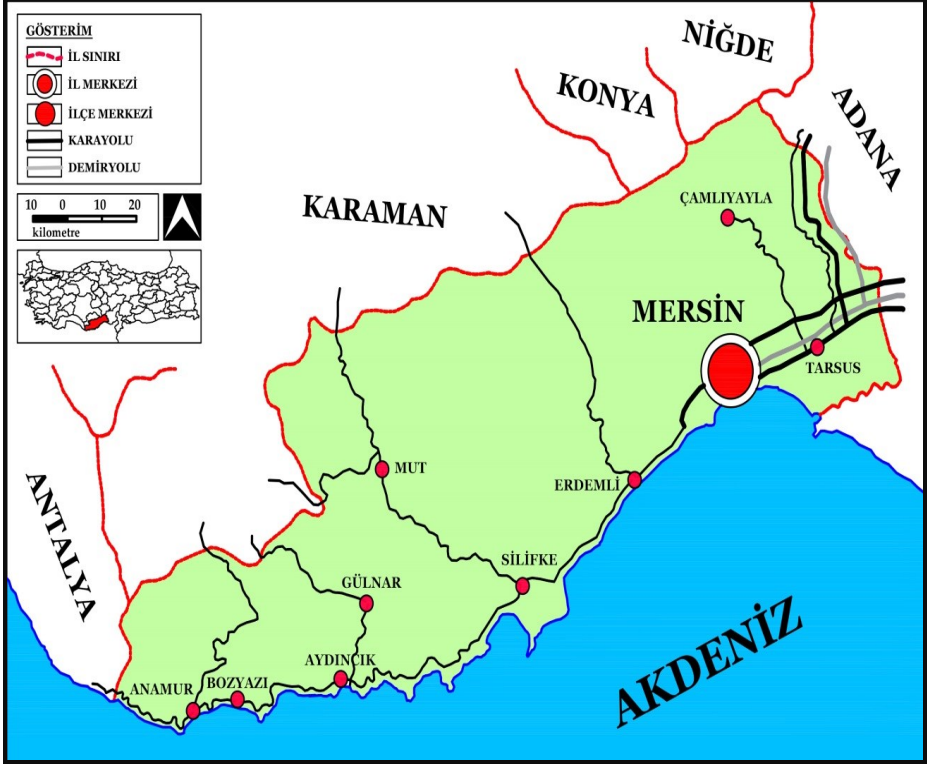 GÖSTERİM
İL SINIRI
İL MERKEZİ
İLÇE MERKEZİ
KARAYOLU
DEMİRYOLU
10 0 10 20
kilometre
NİĞDE
KONYA
ADANA
KARAMAN
ÇAMLIYAYLA
MERSİN
TARSUS
ANTALYA
MUT
ERDEMLİ
SİLİFKE
GÜLNAR
AYDINCIK
BOZYAZI
ANAMUR
AKDENİZ